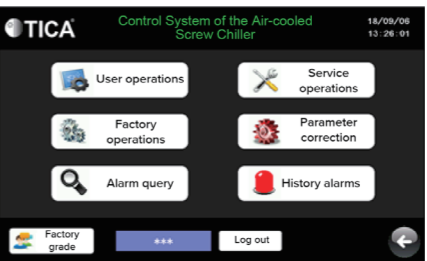 TICA
Control System of the Air-cooled
Screw Chiller
18/09/06
13:26:01
User operations
Service
operations
Factory
operations
Parameter
correction
Alarm query
History alarms
Factory
grade
***
Log out